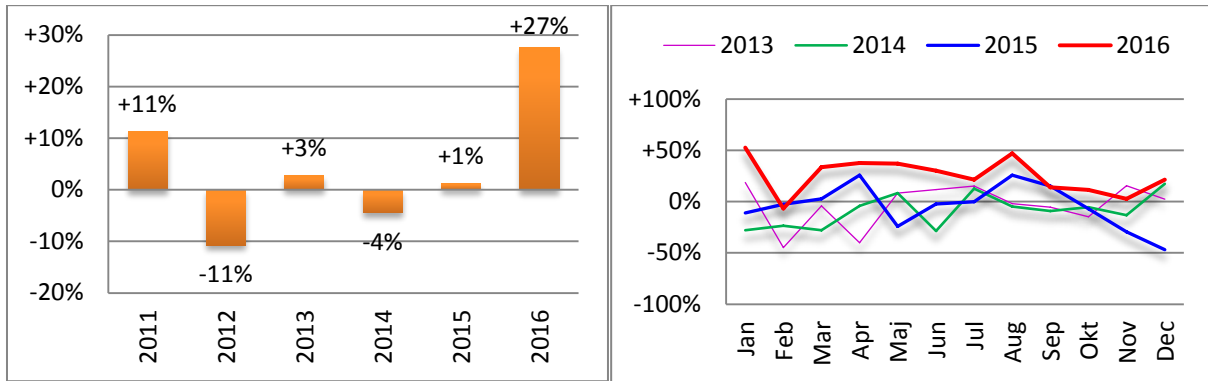 +30%
+20%
+10%
0%
-10%
-20%
+11%
-11%
+3%
-4%
+1%
+27%
2011
2012
2013
2014
2015
2016
2013 2014 2015 2016
+100%
+50%
0%
-50%
-100%
Jan
Feb
Mar
Apr
Maj
Jun
Jul
Aug
Sep
Okt
Nov
Dec